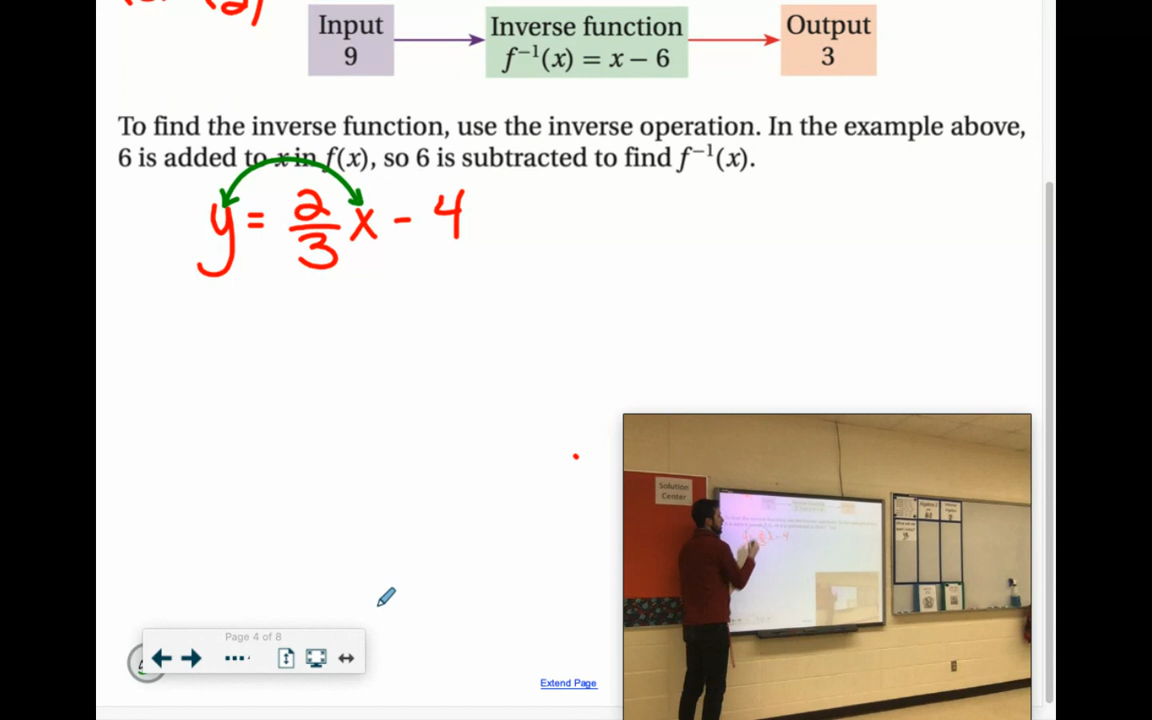 Input
9
Inverse function
f⁻¹(x) = x − 6
Output
3
To find the inverse function, use the inverse operation. In the example above,
6 is added to x in f(x), so 6 is subtracted to find f⁻¹(x).
y = 2/3 x - 4
Page 4 of 8
Extend Page
Solution
Center